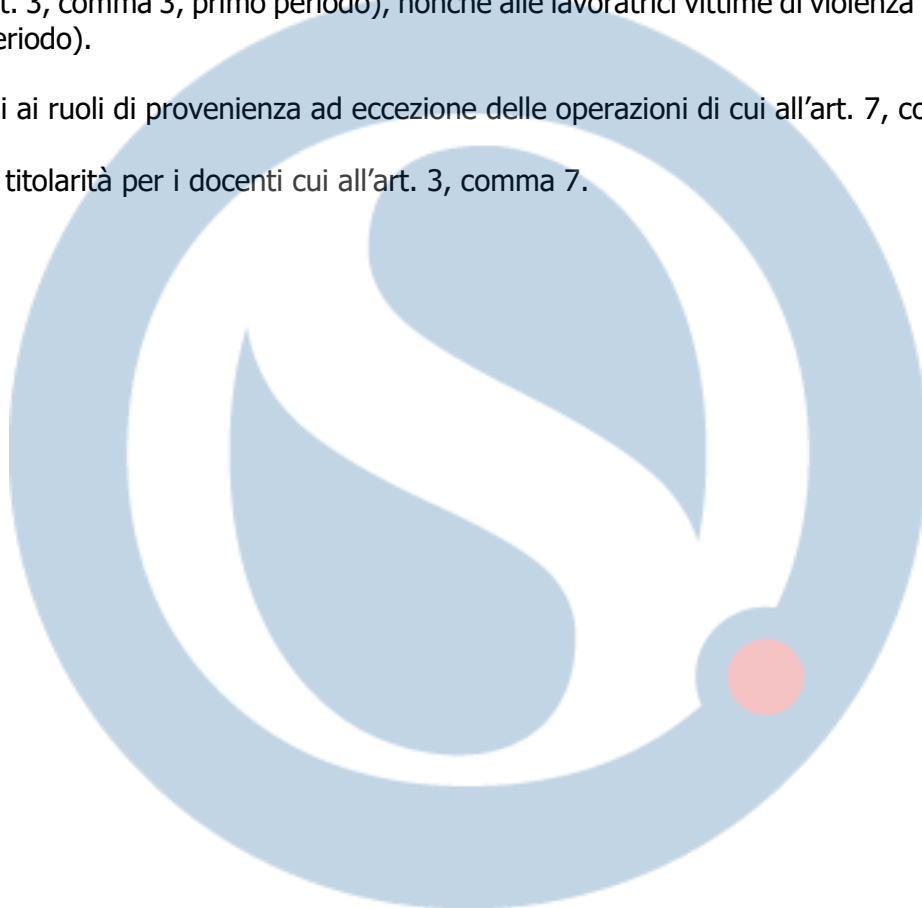 t. 3, comma 3, primo periodo), nonché alle lavoratrici vittime di violenza
eriodo).
i ai ruoli di provenienza ad eccezione delle operazioni di cui all'art. 7, co
titolarità per i docenti cui all'art. 3, comma 7.